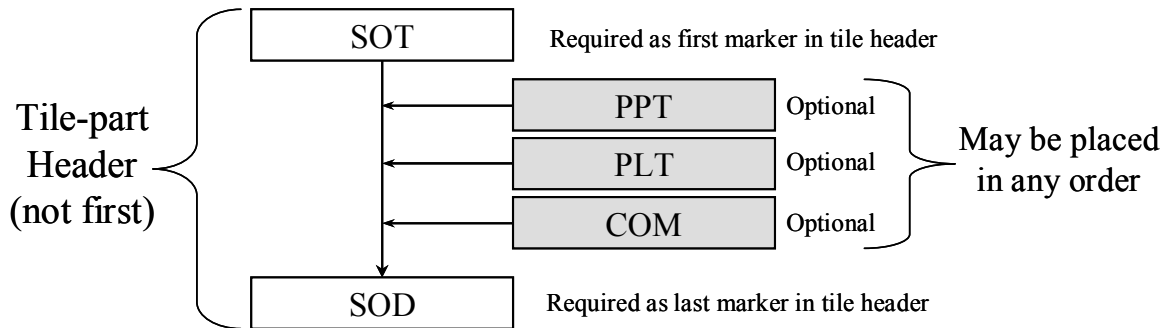 SOT
Required as first marker in tile header
Tile-part
Header
(not first)
PPT
Optional
PLT
Optional
COM
Optional
May be placed
in any order
SOD
Required as last marker in tile header